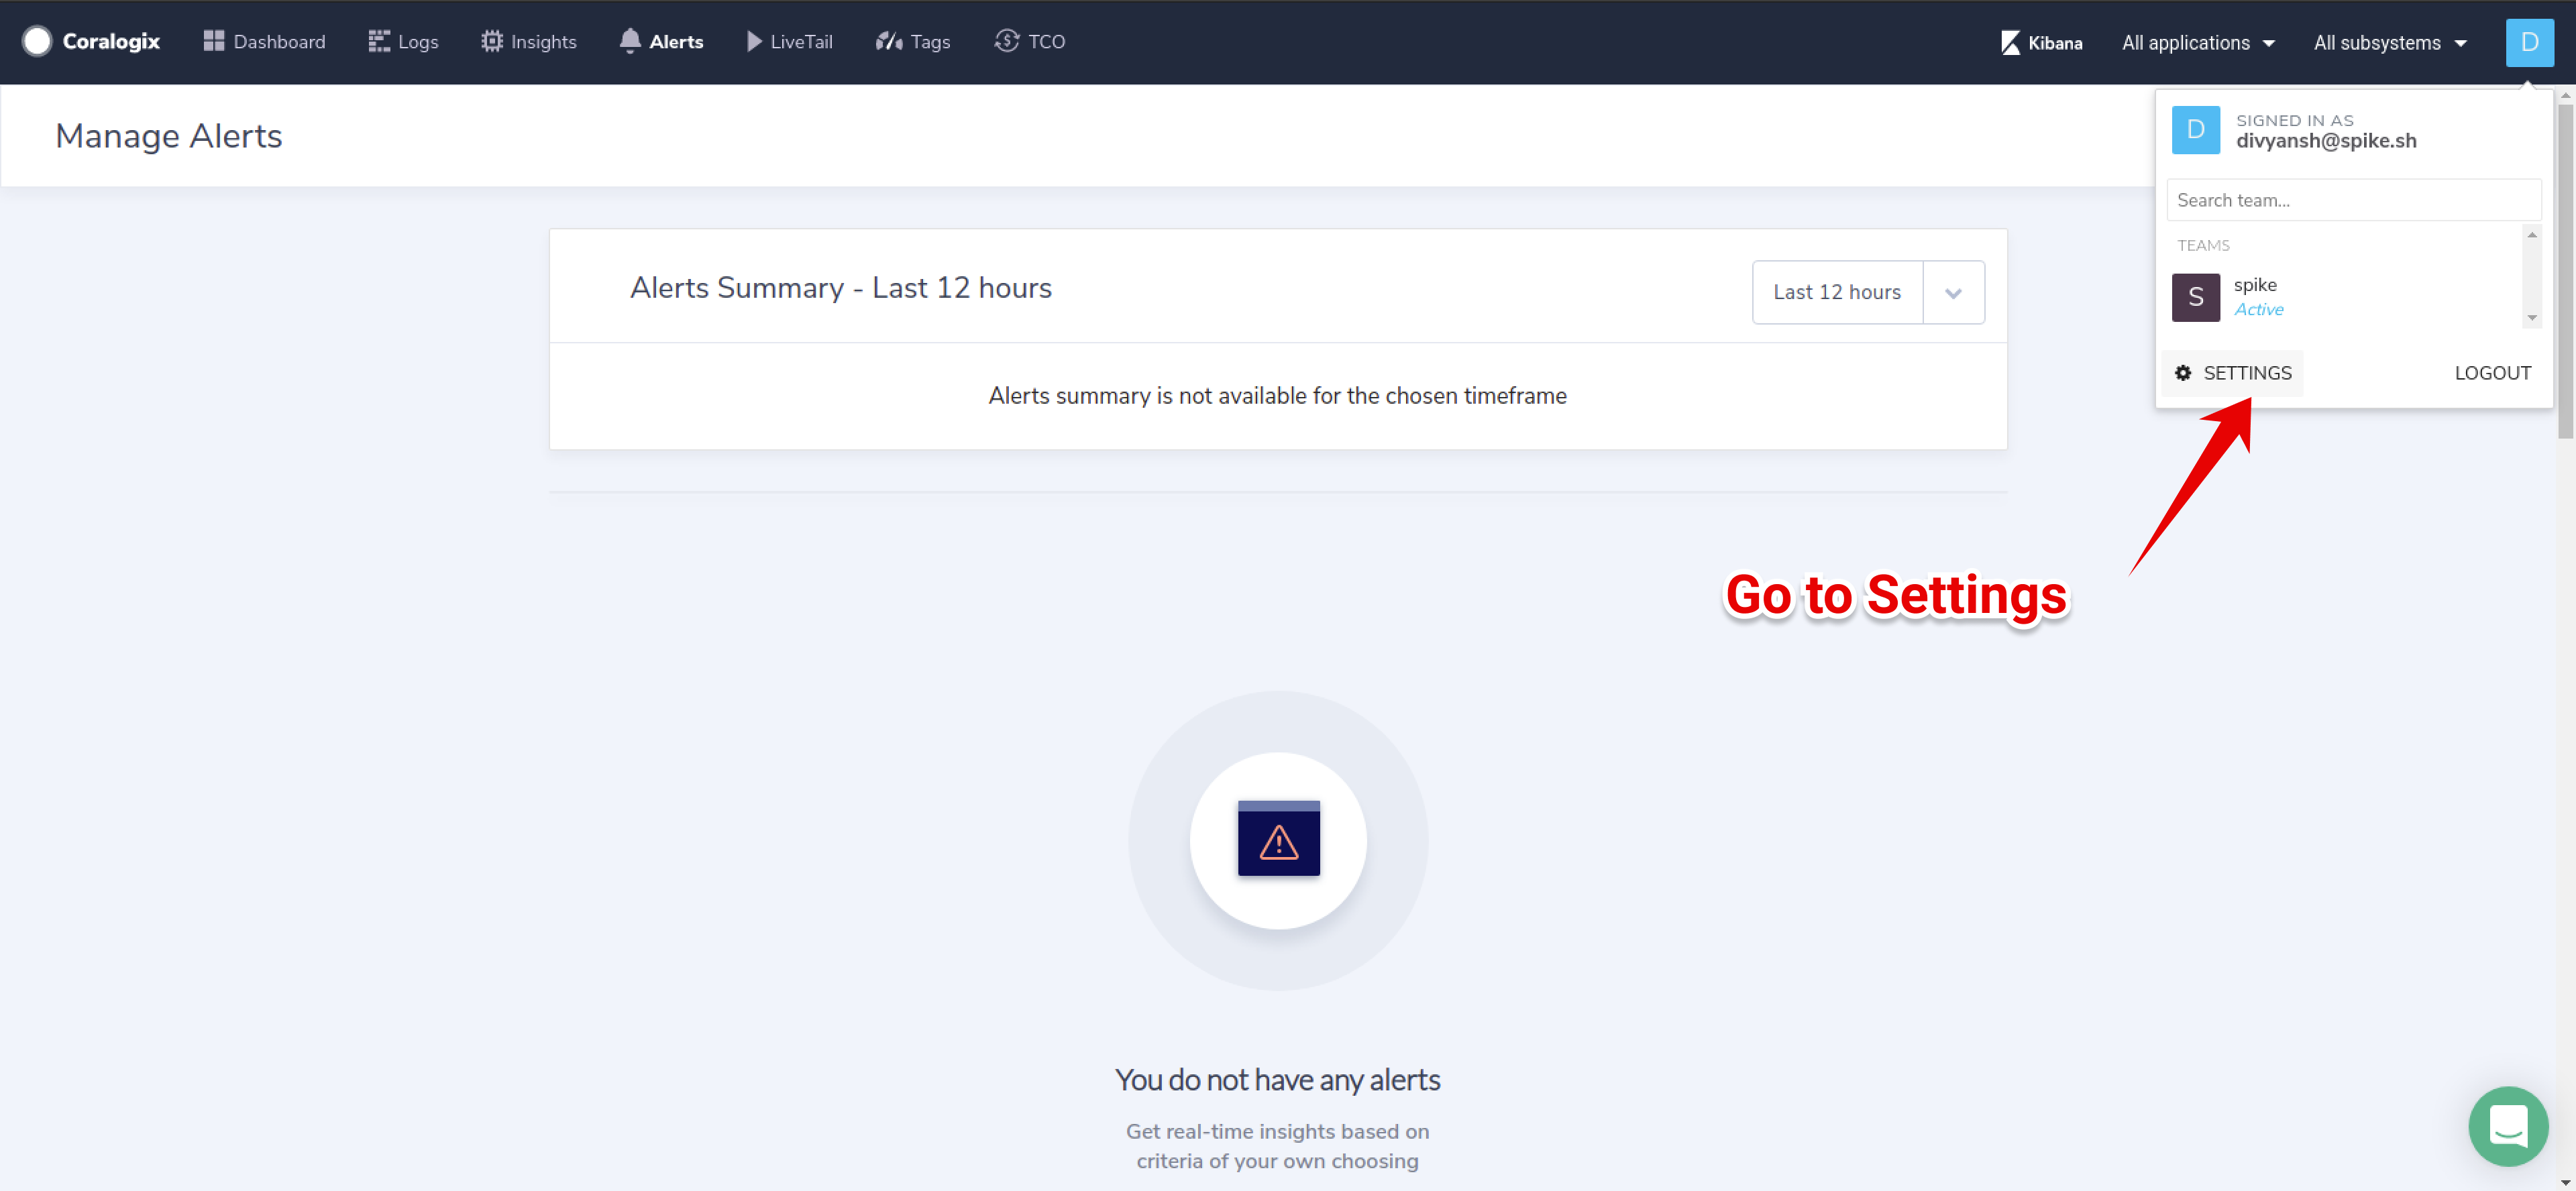 Coralogix Dashboard Logs Insights Alerts LiveTail Tags TCO Kibana All applications All subsystems D
Manage Alerts
D SIGNED IN AS
divyansh@spike.sh
Search team...
TEAMS
S spike
Active
SETTINGS LOGOUT
Alerts Summary - Last 12 hours Last 12 hours
Alerts summary is not available for the chosen timeframe
Go to Settings
You do not have any alerts
Get real-time insights based on
criteria of your own choosing